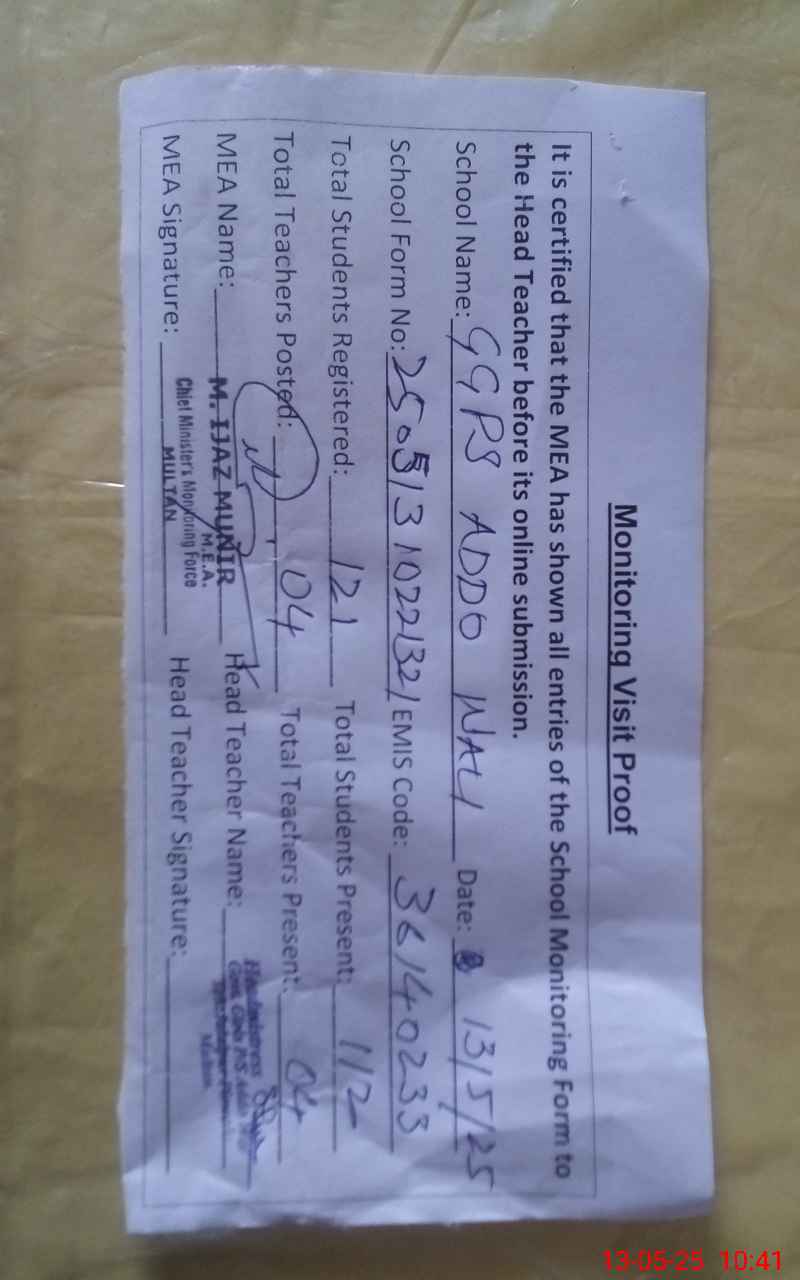 Monitoring Visit Proof
It is certified that the MEA has shown all entries of the School Monitoring Form to
the Head Teacher before its online submission.
School Name: GGPS ADDO WALI Date: 13/5/25
School Form No: EMIS Code: 36140233
Total Students Registered: 121 Total Students Present: 112
Total Teachers Posted: 04 Total Teachers Present: 04
MEA Name: M. IJAZ MUNIR Head Teacher Name: Headmistress
M.E.A.
MEA Signature: Chief Minister's Monitoring Force Head Teacher Signature:
MULTAN
13-05-25 10:41